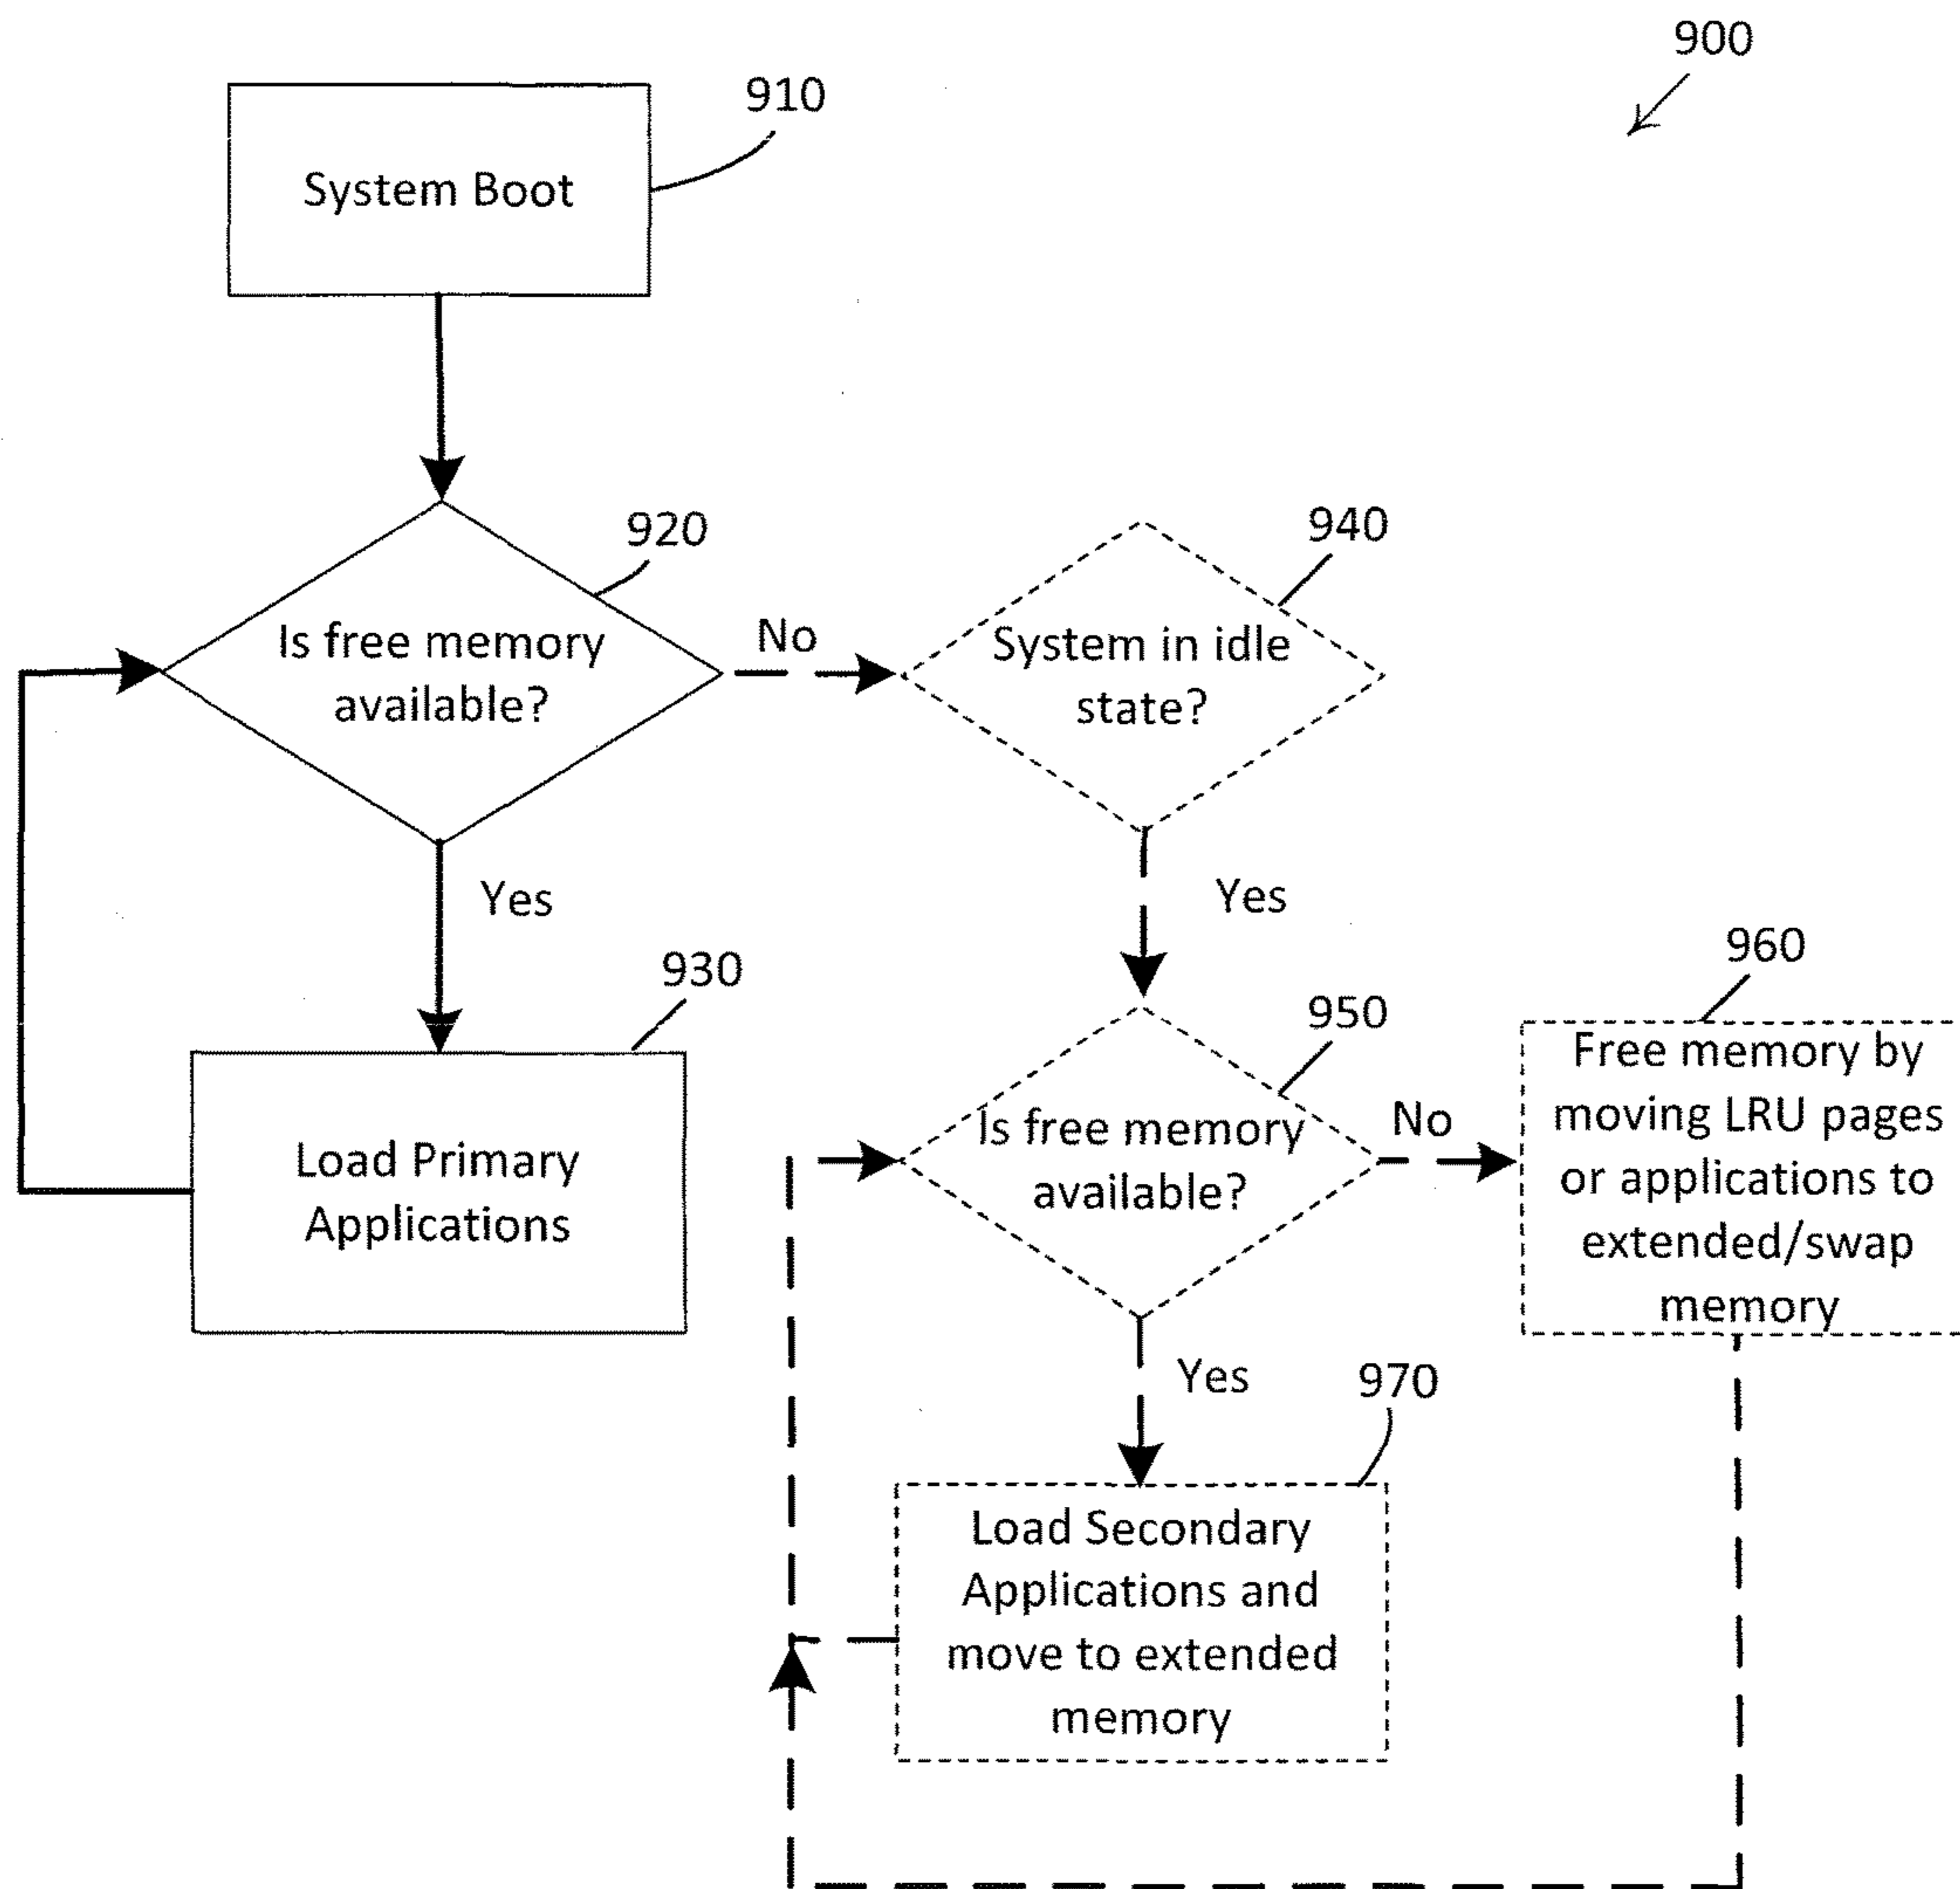 900
910
System Boot
920
Is free memory
available?
No
940
System in idle
state?
Yes
Yes
930
Load Primary
Applications
950
Is free memory
available?
No
960
Free memory by
moving LRU pages
or applications to
extended/swap
memory
Yes
970
Load Secondary
Applications and
move to extended
memory